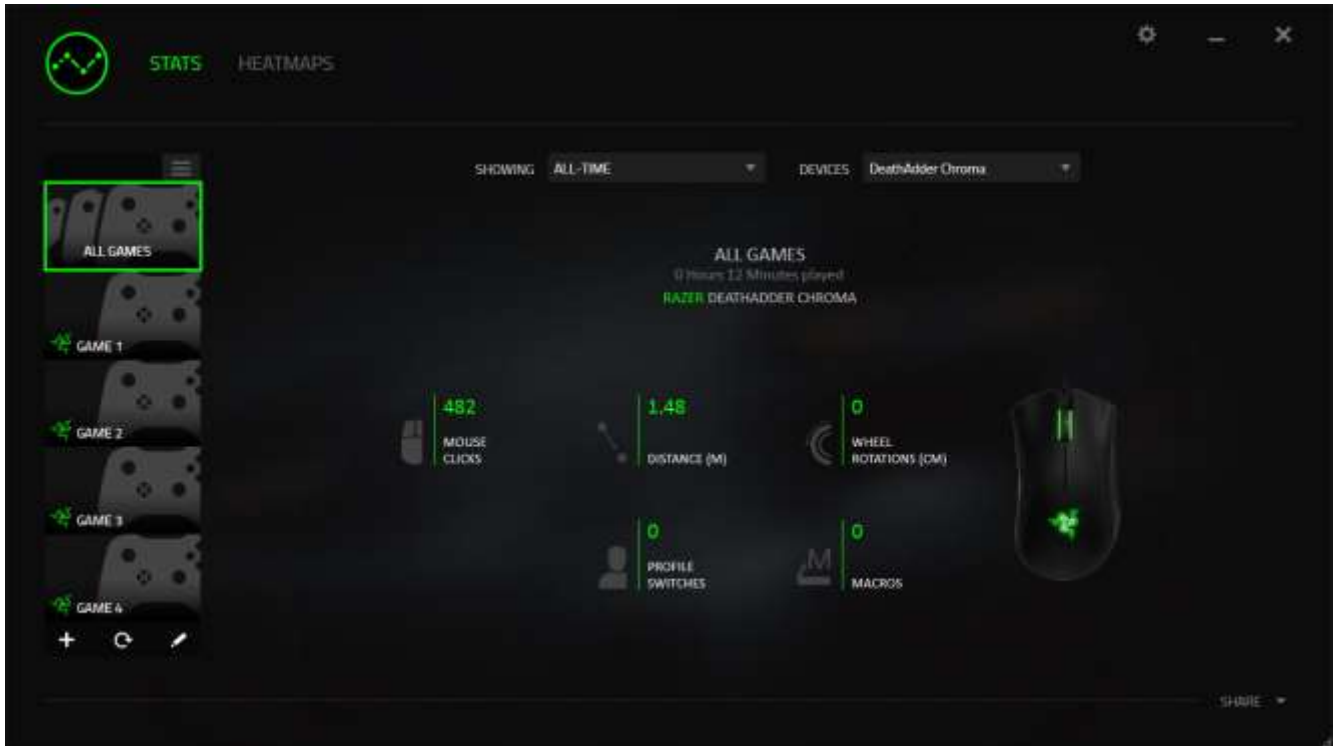 STATS HEATMAPS
SHOWING ALL-TIME DEVICES DeathAdder Chroma
ALL GAMES
GAME 1
GAME 2
GAME 3
GAME 4
ALL GAMES
0 Hours 12 Minutes played
RAZER DEATHADDER CHROMA
482
MOUSE
CLICKS
1.48
DISTANCE (M)
0
WHEEL
ROTATIONS (CM)
0
PROFILE
SWITCHES
M
0
MACROS
SHARE